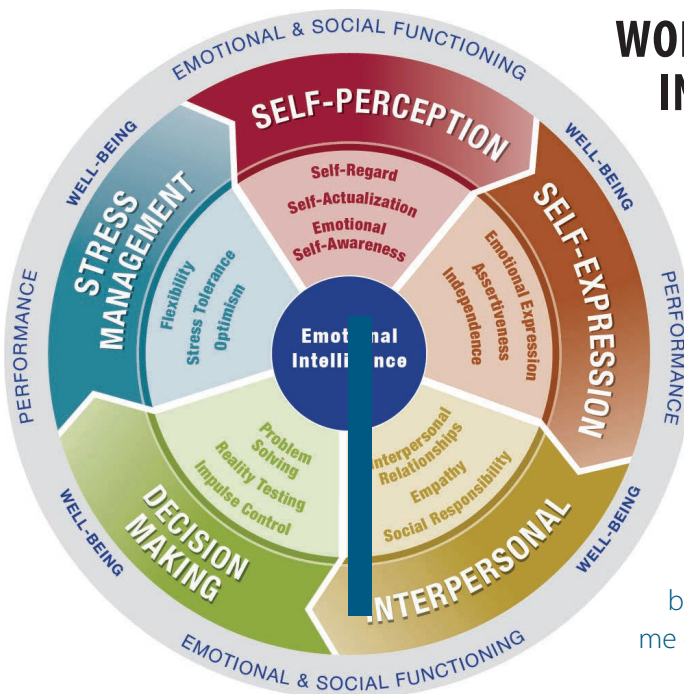 EMOTIONAL & SOCIAL FUNCTIONING
WELL-BEING
PERFORMANCE
WELL-BEING
EMOTIONAL & SOCIAL FUNCTIONING
WELL-BEING
PERFORMANCE
WELL-BEING
SELF-PERCEPTION
Self-Regard
Self-Actualization
Emotional
Self-Awareness
SELF-EXPRESSION
Emotional Expression
Assertiveness
Independence
INTERPERSONAL
Interpersonal
Relationships
Empathy
Social Responsibility
DECISION
MAKING
Problem
Solving
Reality Testing
Impulse Control
STRESS
MANAGEMENT
Flexibility
Stress Tolerance
Optimism
me